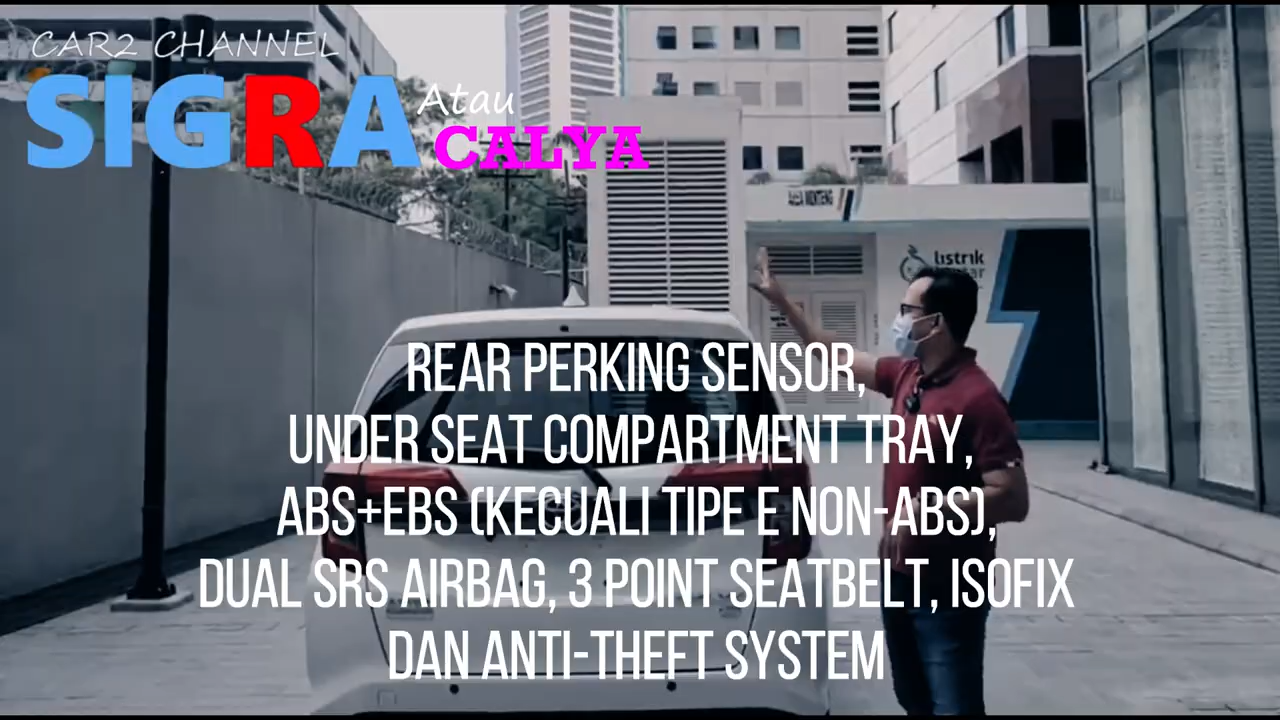 CAR2 CHANNEL
SIGRA Atau
CALYA
listrik
REAR PERKING SENSOR,
UNDER SEAT COMPARTMENT TRAY,
ABS+EBS (KECUALI TIPE E NON-ABS),
DUAL SRS AIRBAG, 3 POINT SEATBELT, ISOFIX
DAN ANTI-THEFT SYSTEM